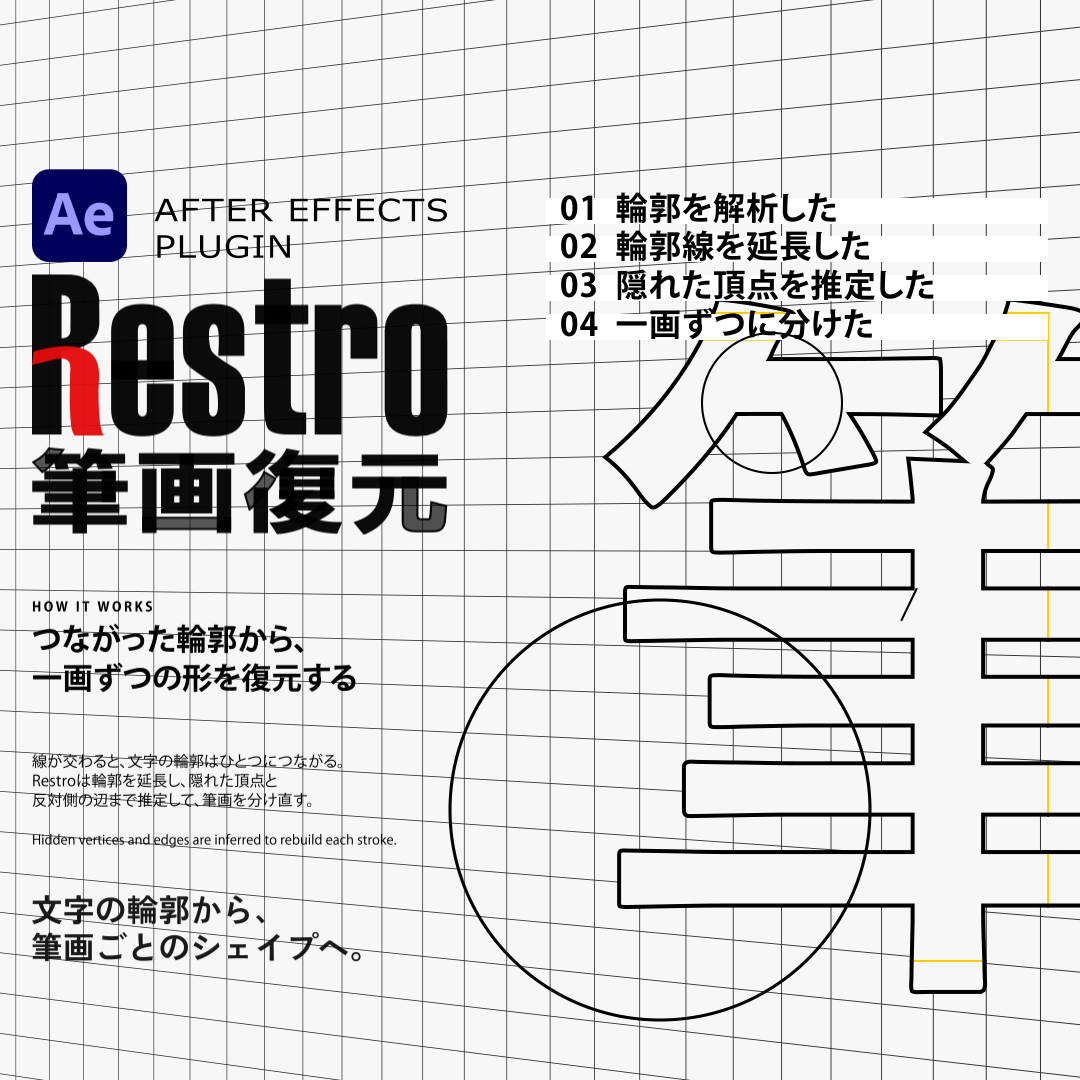 Ae
AFTER EFFECTS
PLUGIN
Restro
筆画復元
01 輪郭を解析した
02 輪郭線を延長した
03 隠れた頂点を推定した
04 一画ずつに分けた
HOW IT WORKS
つながった輪郭から、
一画ずつの形を復元する
線が交わると、文字の輪郭はひとつにつながる。
Restroは輪郭を延長し、隠れた頂点と
反対側の辺まで推定して、筆画を分け直す。
Hidden vertices and edges are inferred to rebuild each stroke.
文字の輪郭から、
筆画ごとのシェイプへ。